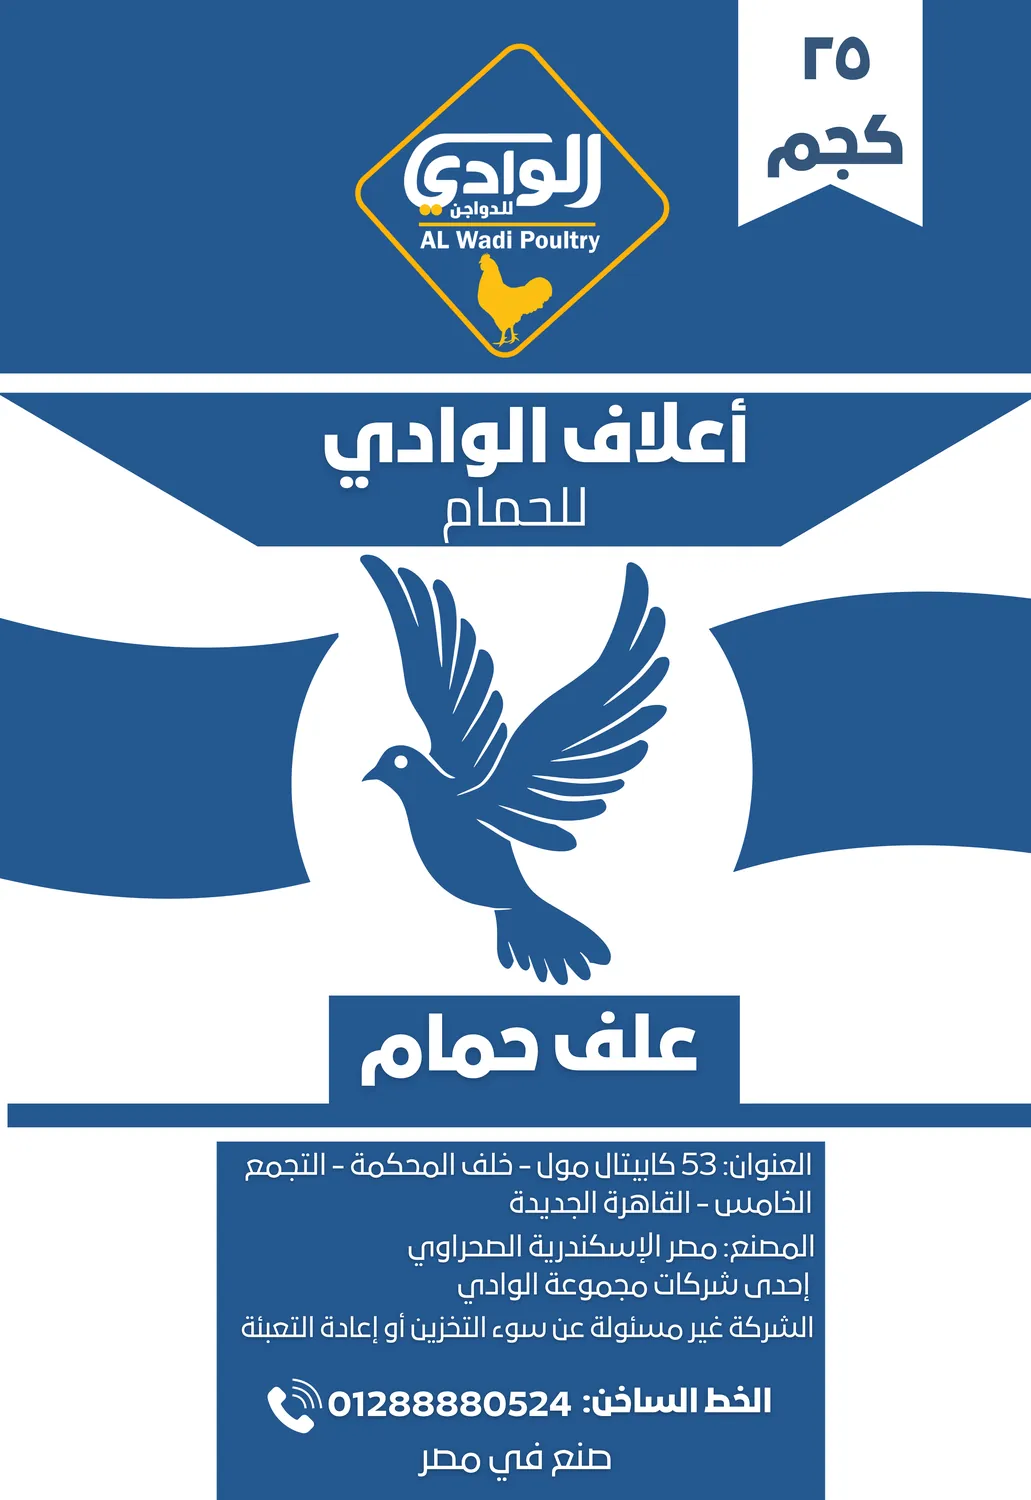 ٢٥
كجم
الوادي
للدواجن
AL Wadi Poultry
أعلاف الوادي
للحمام
علف حمام
العنوان: 53 كابيتال مول - خلف المحكمة - التجمع
الخامس - القاهرة الجديدة
المصنع: مصر الإسكندرية الصحراوي
إحدى شركات مجموعة الوادي
الشركة غير مسئولة عن سوء التخزين أو إعادة التعبئة
الخط الساخن: 01288880524
صنع في مصر